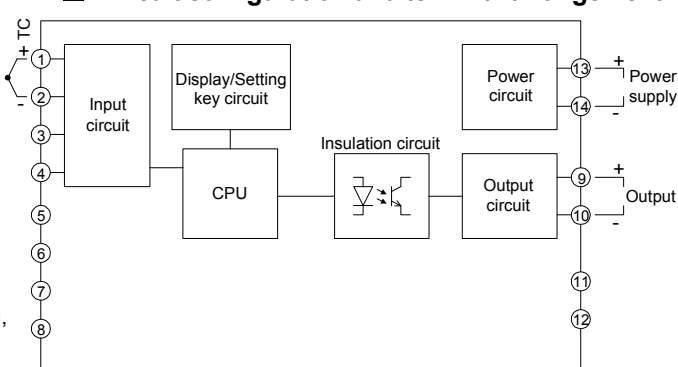 TC
+
1
13
+
Power supply
2
-
14
-
Input circuit
Display/Setting key circuit
Power circuit
3
Insulation circuit
4
CPU
Output circuit
9
+
Output
10
-
5
6
7
11
8
12
,